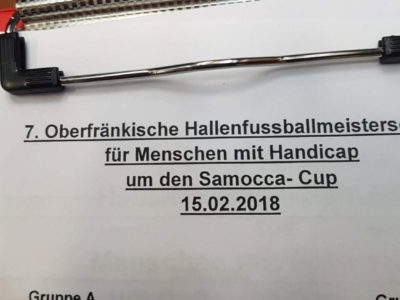 7. Oberfränkische Hallenfussballmeisters
für Menschen mit Handicap
um den Samocca- Cup
15.02.2018
Gruppe A